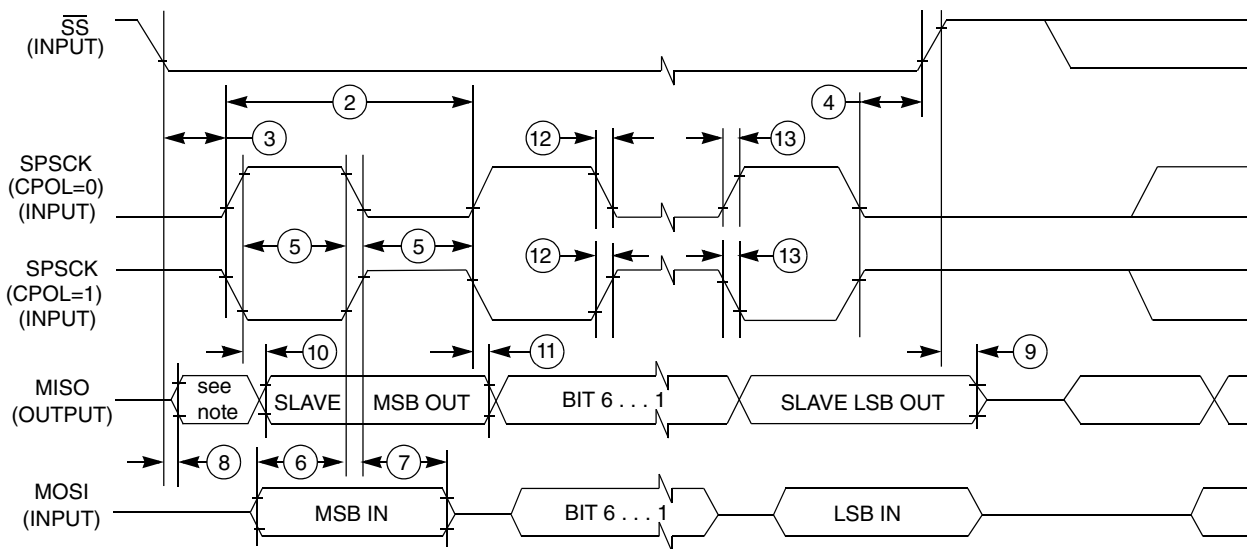 SS
(INPUT)
2
4
3
12
13
SPSCK
(CPOL=0)
(INPUT)
5
5
SPSCK
(CPOL=1)
(INPUT)
12
13
10
11
9
MISO
(OUTPUT)
see
note
SLAVE
MSB OUT
BIT 6 . . . 1
SLAVE LSB OUT
8
6
7
MOSI
(INPUT)
MSB IN
BIT 6 . . . 1
LSB IN